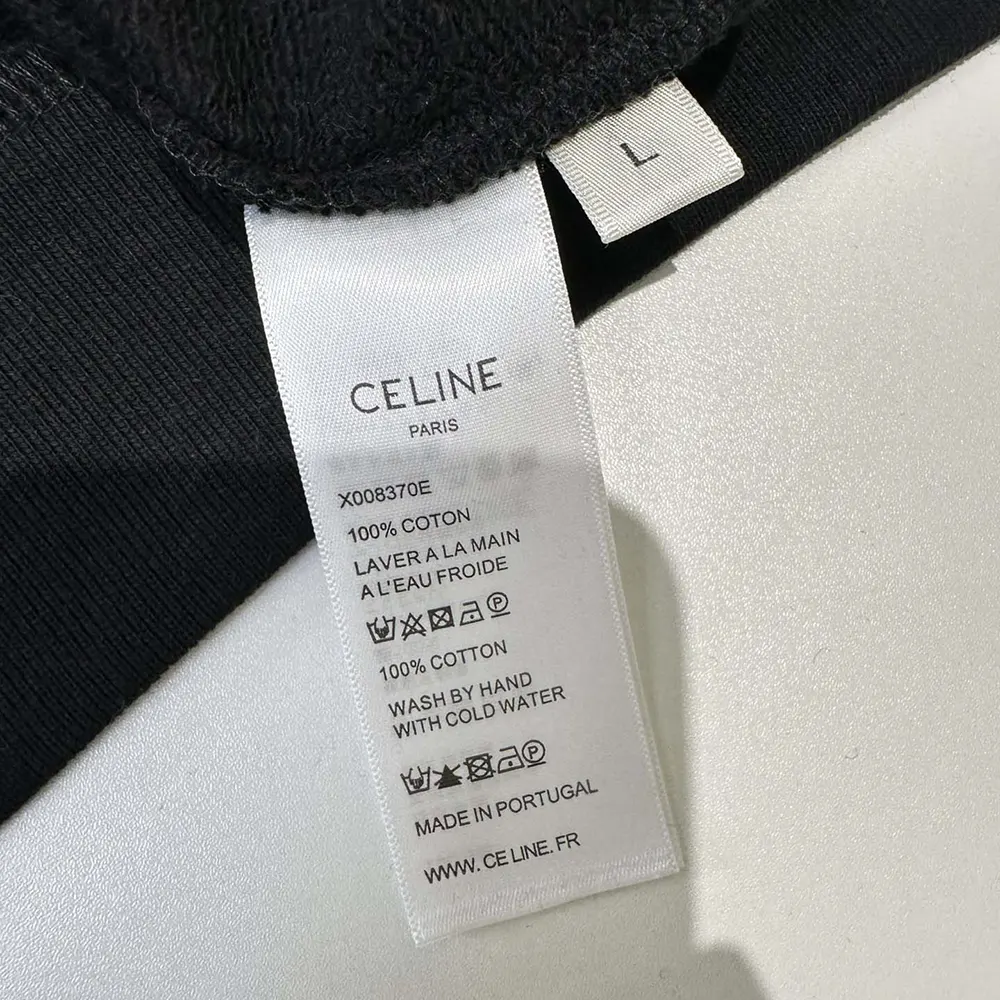 L
CELINE
PARIS
X008370E
100% COTON
LAVER A LA MAIN
A L'EAU FROIDE
P
100% COTTON
WASH BY HAND
WITH COLD WATER
P
MADE IN PORTUGAL
WWW. CE LINE. FR